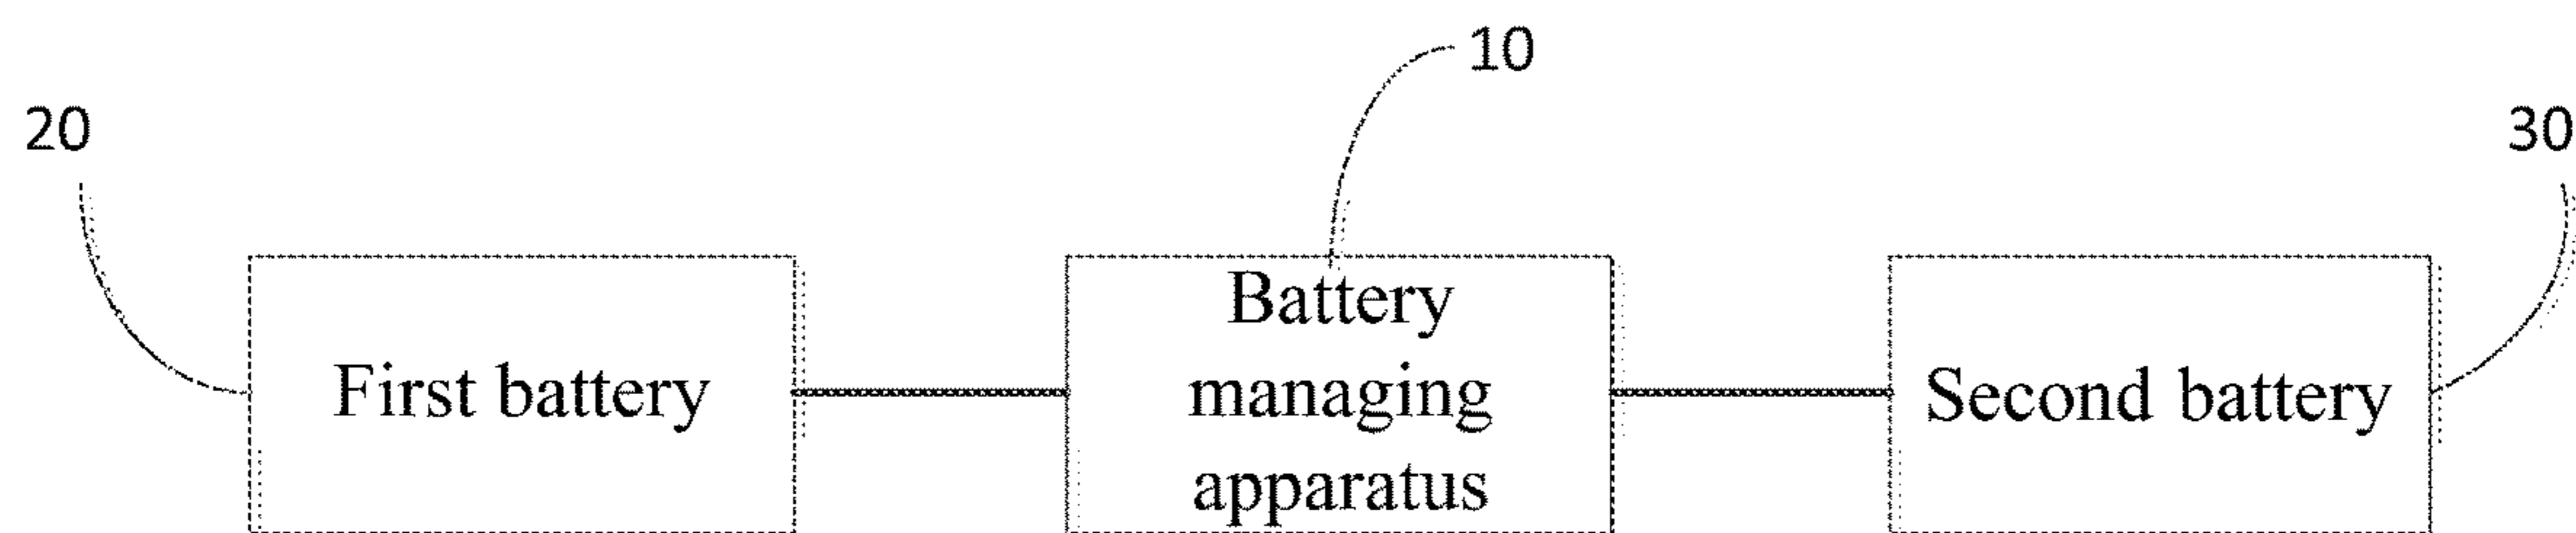 10
20
30
First battery
Battery
managing
apparatus
Second battery